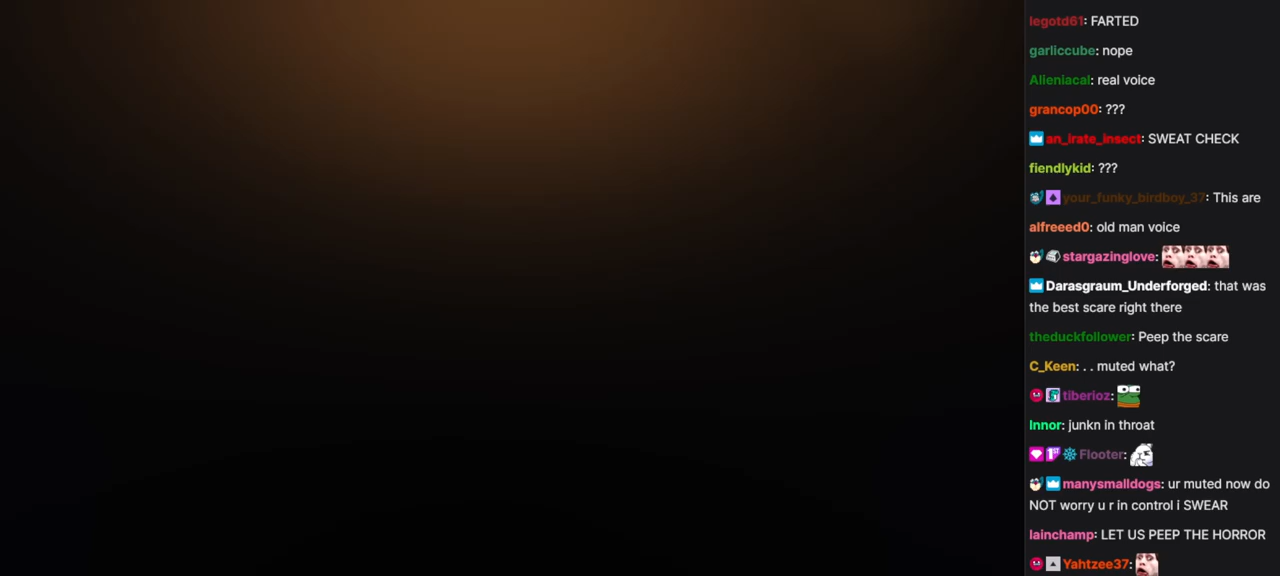 legotd61: FARTED
garliccube: nope
Alieniacal: real voice
grancop00: ???
an_irate_insect: SWEAT CHECK
fiendlykid: ???
your_funky_birdboy_37: This are
alfreeed0: old man voice
stargazinglove:
Darasgraum_Underforged: that was
the best scare right there
theduckfollower: Peep the scare
C_Keen: . . muted what?
tiberioz:
Innor: junkn in throat
Flooter:
manysmalldogs: ur muted now do
NOT worry u r in control i SWEAR
lainchamp: LET US PEEP THE HORROR
Yahtzee37: